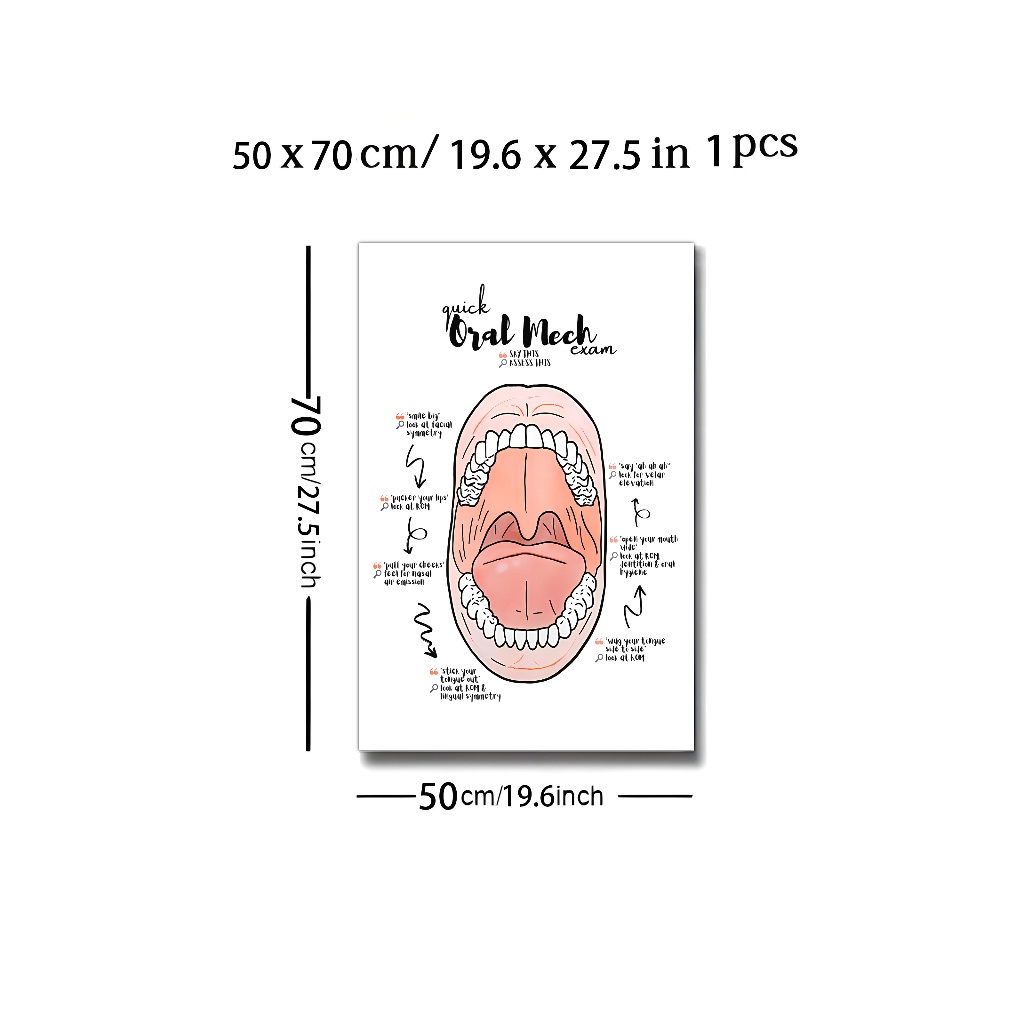 50 x 70 cm/ 19.6 x 27.5 in 1 pcs
70 cm/27.5inch
quick
Oral Mech
exam
SAY THIS
ASSESS THIS
"smile big"
look at facial
symmetry
"pucker your lips"
look at ROM
"puff your cheeks"
feel for nasal
air emission
"stick your
tongue out"
look at ROM &
lingual symmetry
"say 'ah ah ah'"
look for velar
elevation
"open your mouth
wide"
look at ROM,
dentition & oral
hygiene
"wag your tongue
side to side"
look at ROM
50cm/19.6inch